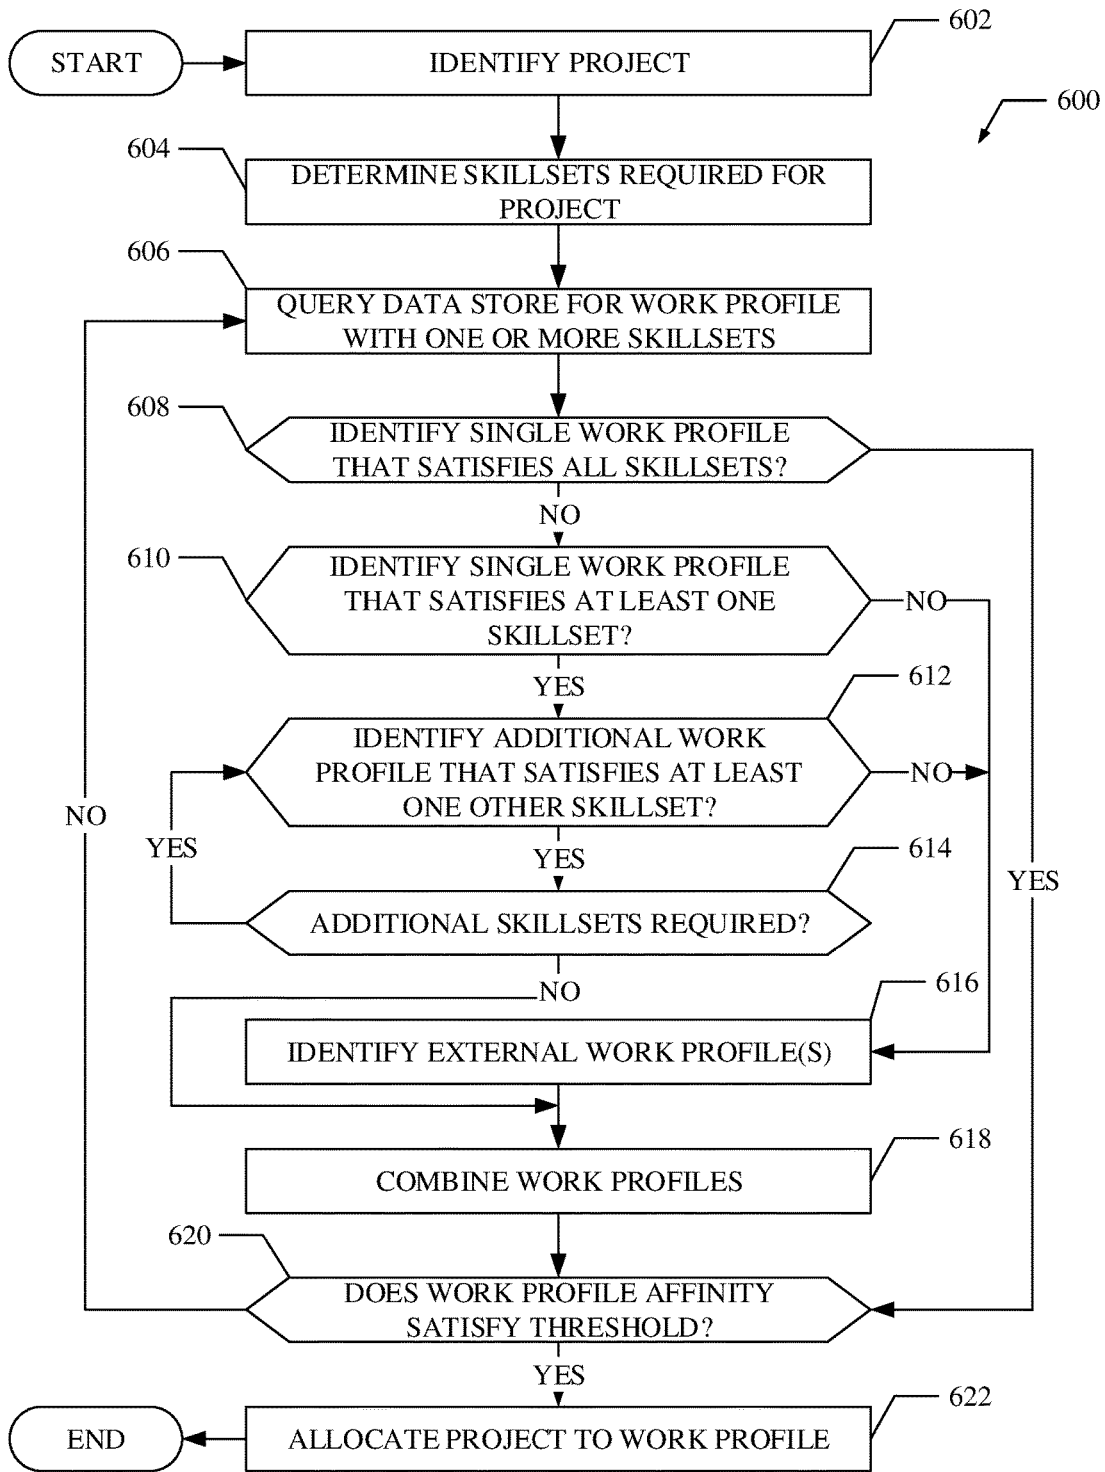 602
START
IDENTIFY PROJECT
600
604
DETERMINE SKILLSETS REQUIRED FOR
PROJECT
606
QUERY DATA STORE FOR WORK PROFILE
WITH ONE OR MORE SKILLSETS
608
IDENTIFY SINGLE WORK PROFILE
THAT SATISFIES ALL SKILLSETS?
NO
610
IDENTIFY SINGLE WORK PROFILE
THAT SATISFIES AT LEAST ONE
SKILLSET?
NO
YES
612
IDENTIFY ADDITIONAL WORK
PROFILE THAT SATISFIES AT LEAST
ONE OTHER SKILLSET?
NO
NO
YES
YES
614
YES
ADDITIONAL SKILLSETS REQUIRED?
NO
616
IDENTIFY EXTERNAL WORK PROFILE(S)
618
COMBINE WORK PROFILES
620
DOES WORK PROFILE AFFINITY
SATISFY THRESHOLD?
YES
622
END
ALLOCATE PROJECT TO WORK PROFILE